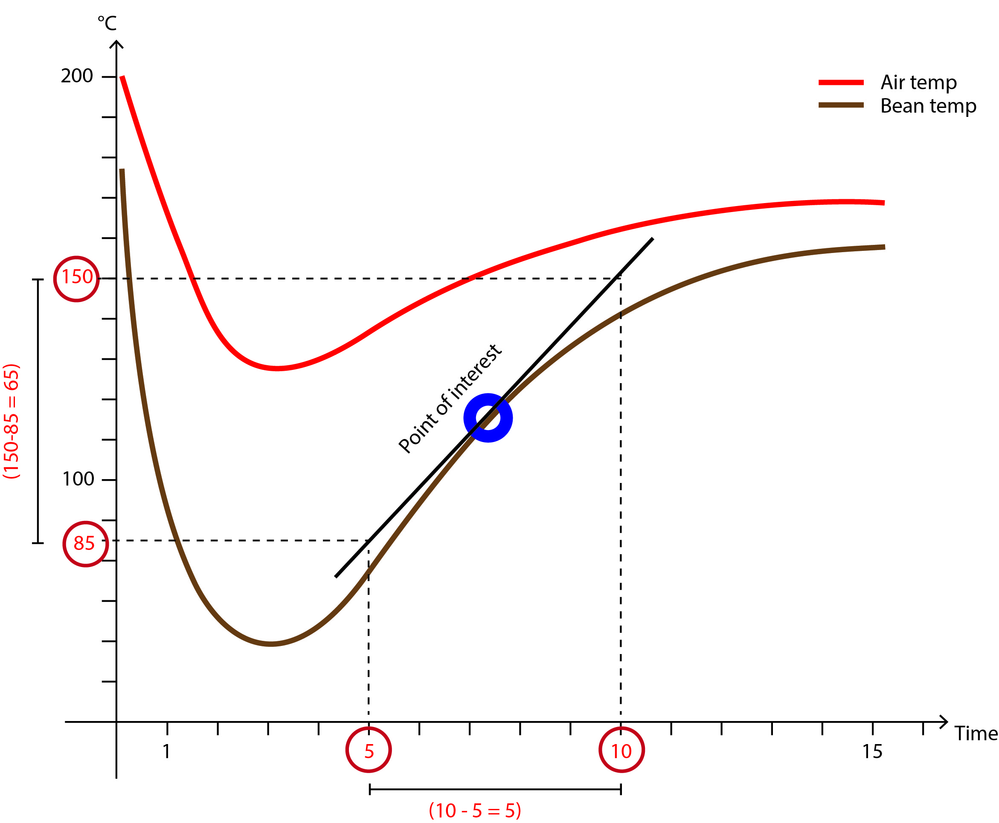 °C
200
Air temp
Bean temp
150
Point of interest
(150-85 = 65)
100
85
Time
1
5
10
15
(10 - 5 = 5)